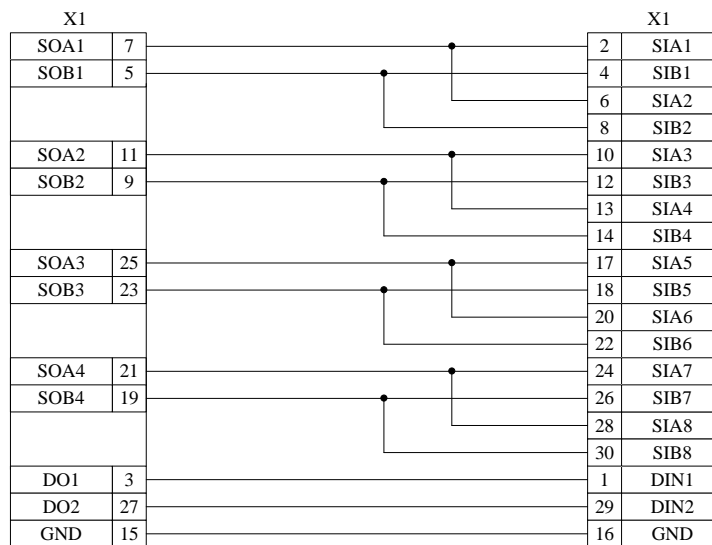 X1 X1
SOA1 7 2 SIA1
SOB1 5 4 SIB1
6 SIA2
8 SIB2
SOA2 11 10 SIA3
SOB2 9 12 SIB3
13 SIA4
14 SIB4
SOA3 25 17 SIA5
SOB3 23 18 SIB5
20 SIA6
22 SIB6
SOA4 21 24 SIA7
SOB4 19 26 SIB7
28 SIA8
30 SIB8
DO1 3 1 DIN1
DO2 27 29 DIN2
GND 15 16 GND